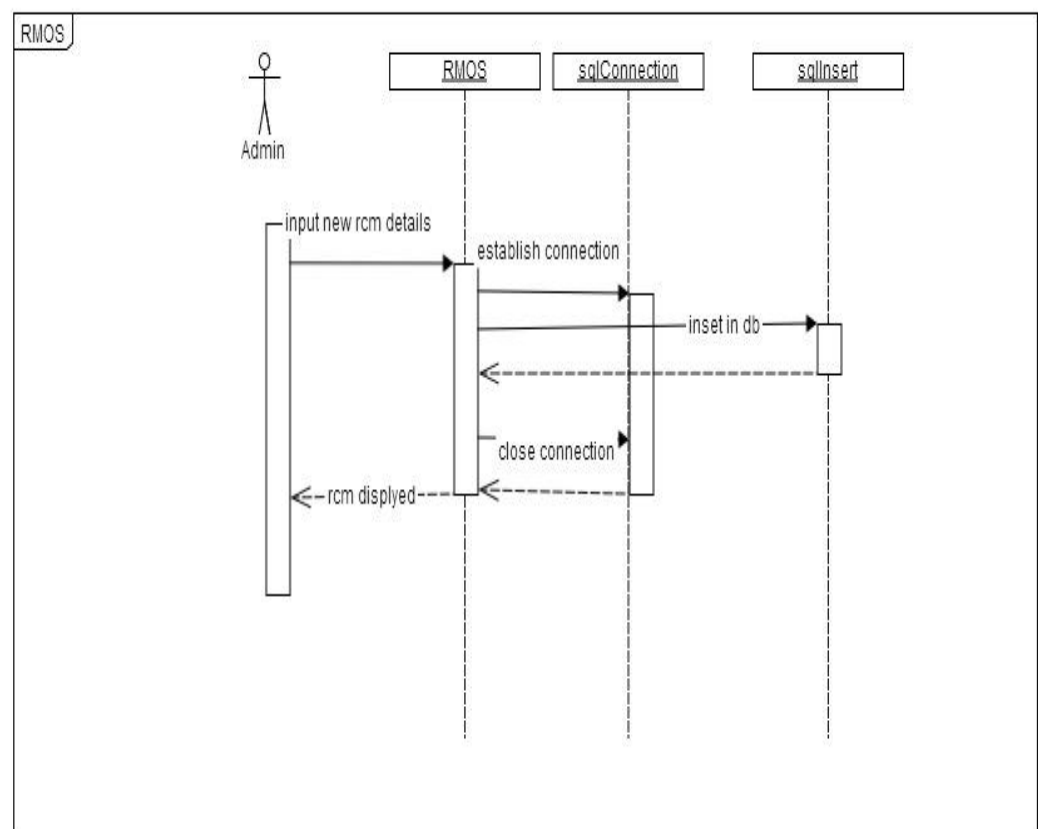 RMOS
RMOS
sqlConnection
sqlInsert
Admin
input new rcm details
establish connection
inset in db
close connection
rcm displyed